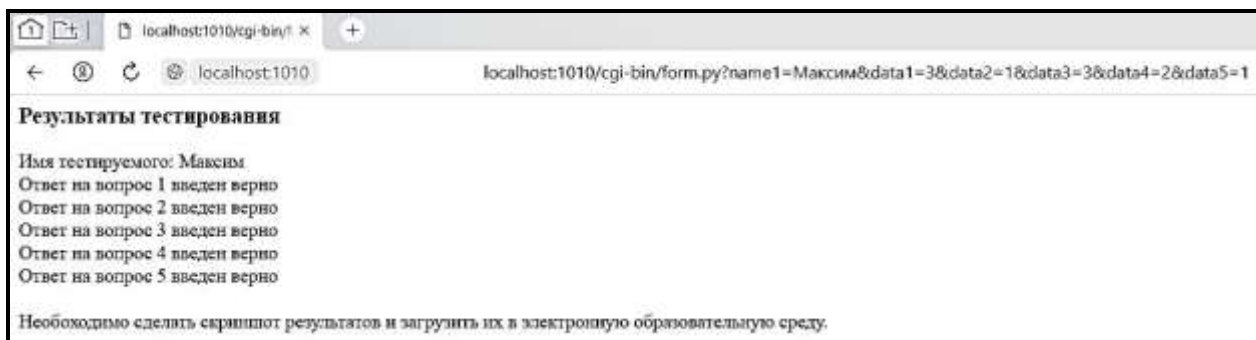 localhost:1010/cgi-bin/f
localhost:1010
localhost:1010/cgi-bin/form.py?name1=Максим&data1=3&data2=1&data3=3&data4=2&data5=1
Результаты тестирования
Имя тестируемого: Максим
Ответ на вопрос 1 введен верно
Ответ на вопрос 2 введен верно
Ответ на вопрос 3 введен верно
Ответ на вопрос 4 введен верно
Ответ на вопрос 5 введен верно
Необоходимо сделать скриншот результатов и загрузить их в электронную образовательную среду.